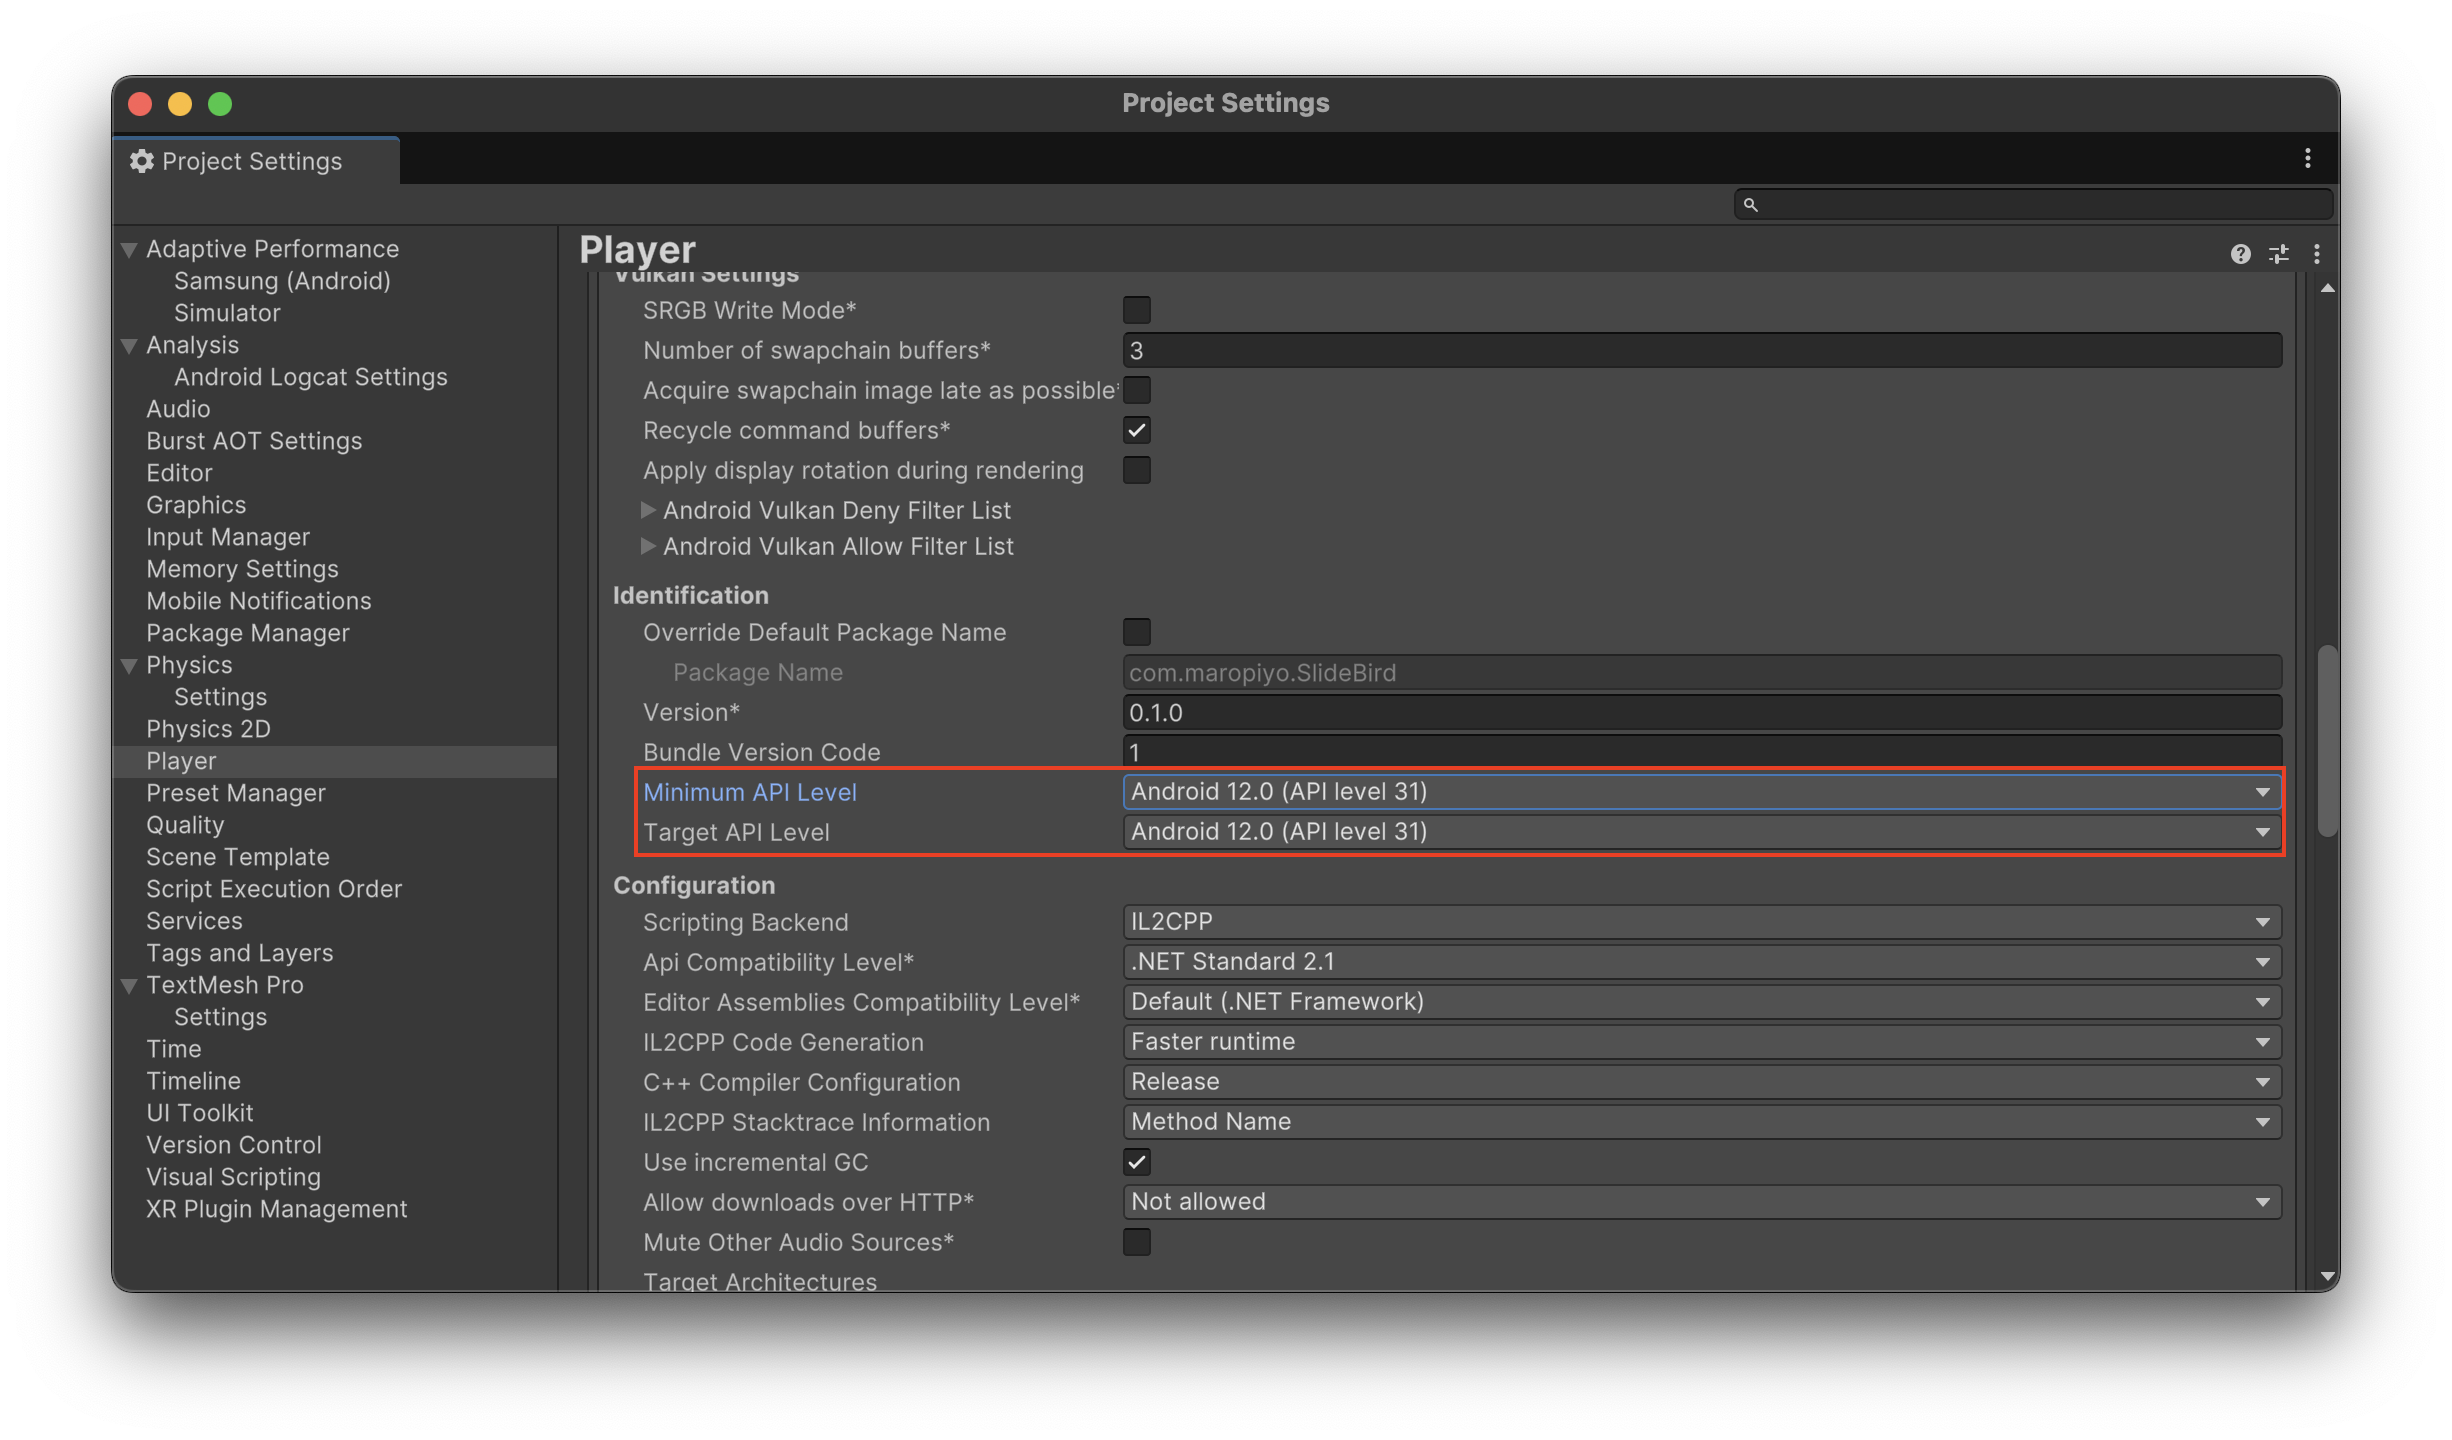 Project Settings
Project Settings
Adaptive Performance
Samsung (Android)
Simulator
Analysis
Android Logcat Settings
Audio
Burst AOT Settings
Editor
Graphics
Input Manager
Memory Settings
Mobile Notifications
Package Manager
Physics
Settings
Physics 2D
Player
Preset Manager
Quality
Scene Template
Script Execution Order
Services
Tags and Layers
TextMesh Pro
Settings
Time
Timeline
UI Toolkit
Version Control
Visual Scripting
XR Plugin Management
Player
Vulkan Settings
SRGB Write Mode*
Number of swapchain buffers* 3
Acquire swapchain image late as possible*
Recycle command buffers*
Apply display rotation during rendering
Android Vulkan Deny Filter List
Android Vulkan Allow Filter List
Identification
Override Default Package Name
Package Name com.maropiyo.SlideBird
Version* 0.1.0
Bundle Version Code 1
Minimum API Level Android 12.0 (API level 31)
Target API Level Android 12.0 (API level 31)
Configuration
Scripting Backend IL2CPP
Api Compatibility Level* .NET Standard 2.1
Editor Assemblies Compatibility Level* Default (.NET Framework)
IL2CPP Code Generation Faster runtime
C++ Compiler Configuration Release
IL2CPP Stacktrace Information Method Name
Use incremental GC
Allow downloads over HTTP* Not allowed
Mute Other Audio Sources*
Target Architectures